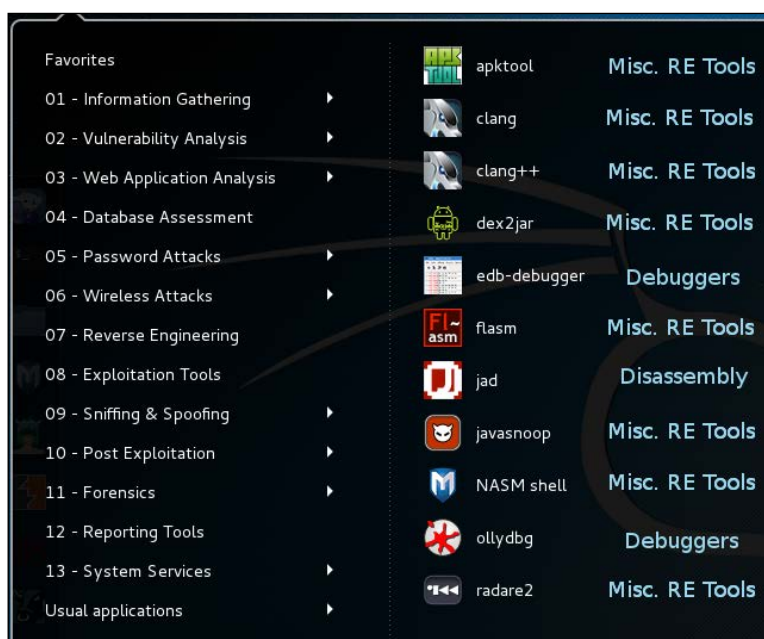 Favorites
01 - Information Gathering
02 - Vulnerability Analysis
03 - Web Application Analysis
04 - Database Assessment
05 - Password Attacks
06 - Wireless Attacks
07 - Reverse Engineering
08 - Exploitation Tools
09 - Sniffing & Spoofing
10 - Post Exploitation
11 - Forensics
12 - Reporting Tools
13 - System Services
Usual applications
APK TOOL apktool Misc. RE Tools
clang Misc. RE Tools
clang++ Misc. RE Tools
dex2jar Misc. RE Tools
edb-debugger Debuggers
Fl~ asm flasm Misc. RE Tools
jad Disassembly
javasnoop Misc. RE Tools
NASM shell Misc. RE Tools
ollydbg Debuggers
radare2 Misc. RE Tools